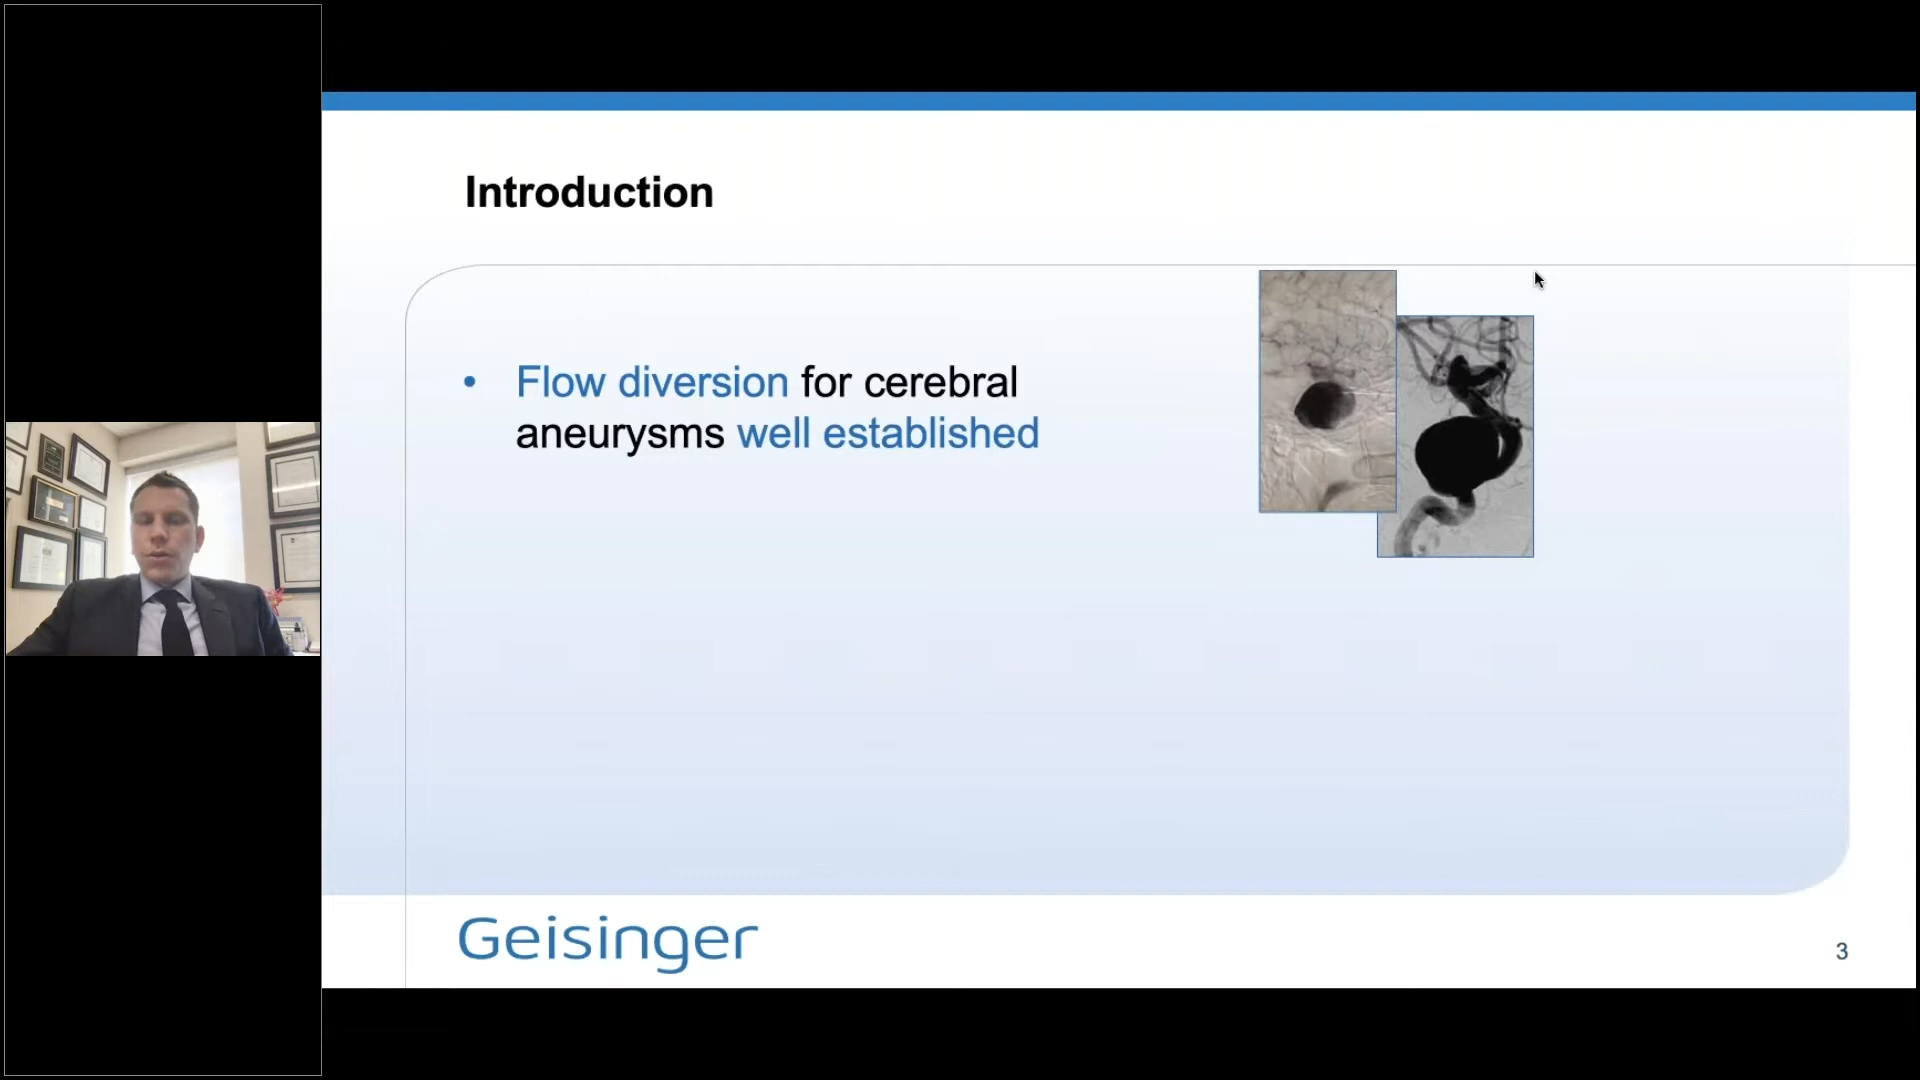 Introduction
• Flow diversion for cerebral
aneurysms well established
Geisinger
3